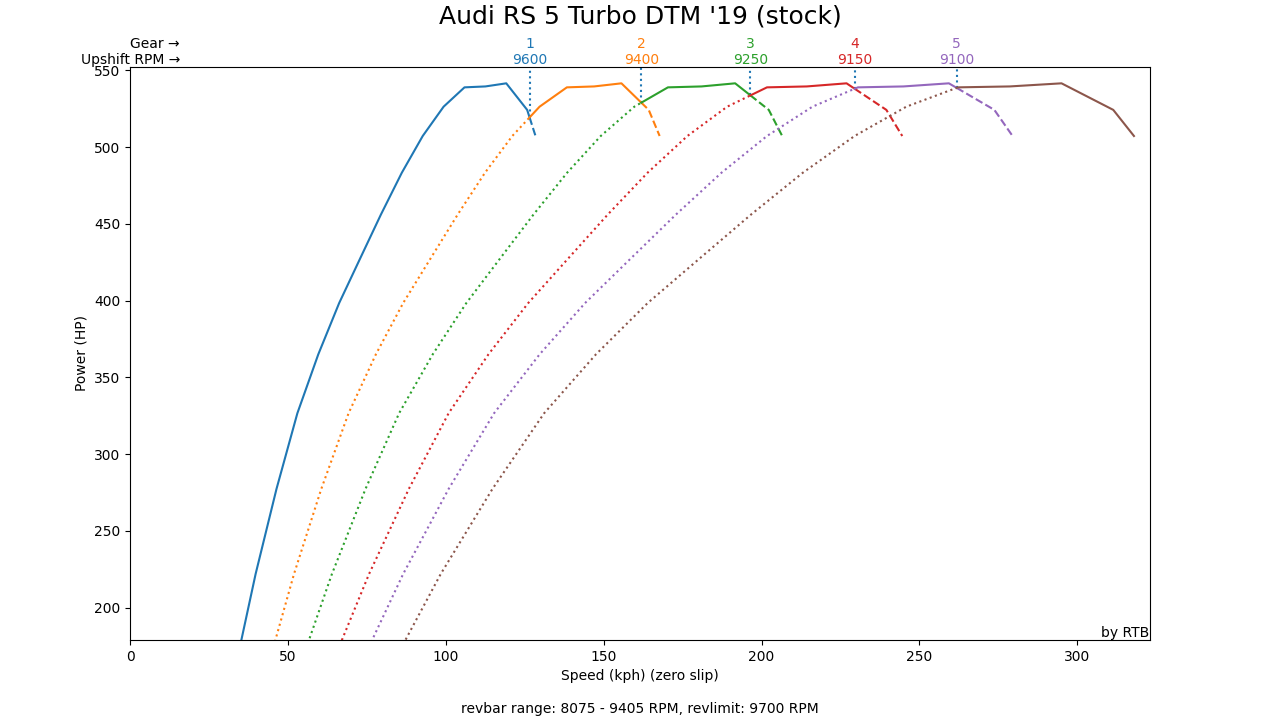 Audi RS 5 Turbo DTM '19 (stock)
Gear → 1 2 3 4 5
Upshift RPM → 9600 9400 9250 9150 9100
550
500
450
400
350
300
250
200
Power (HP)
by RTB
0 50 100 150 200 250 300
Speed (kph) (zero slip)
revbar range: 8075 - 9405 RPM, revlimit: 9700 RPM